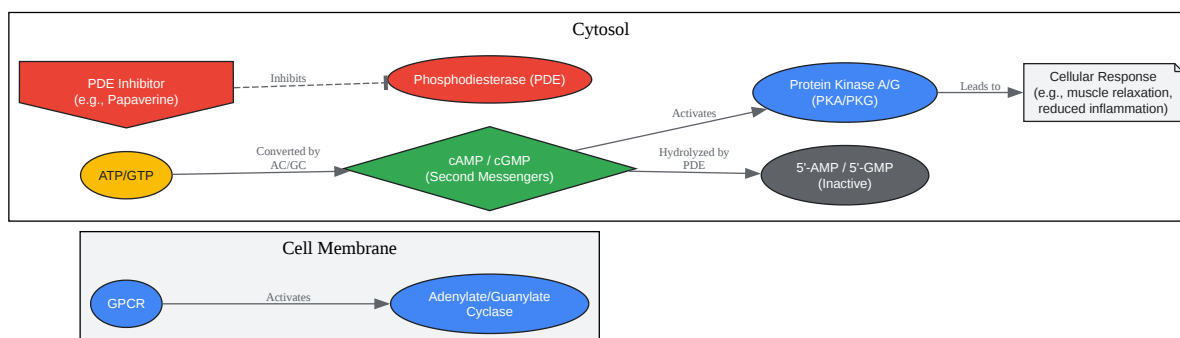 Cytosol
PDE Inhibitor
(e.g., Papaverine)
Inhibits
Phosphodiesterase (PDE)
Protein Kinase A/G
(PKA/PKG)
Leads to
Cellular Response
(e.g., muscle relaxation,
reduced inflammation)
Activates
ATP/GTP
Converted by
AC/GC
cAMP / cGMP
(Second Messengers)
Hydrolyzed by
PDE
5'-AMP / 5'-GMP
(Inactive)
Cell Membrane
GPCR
Activates
Adenylate/Guanylate
Cyclase